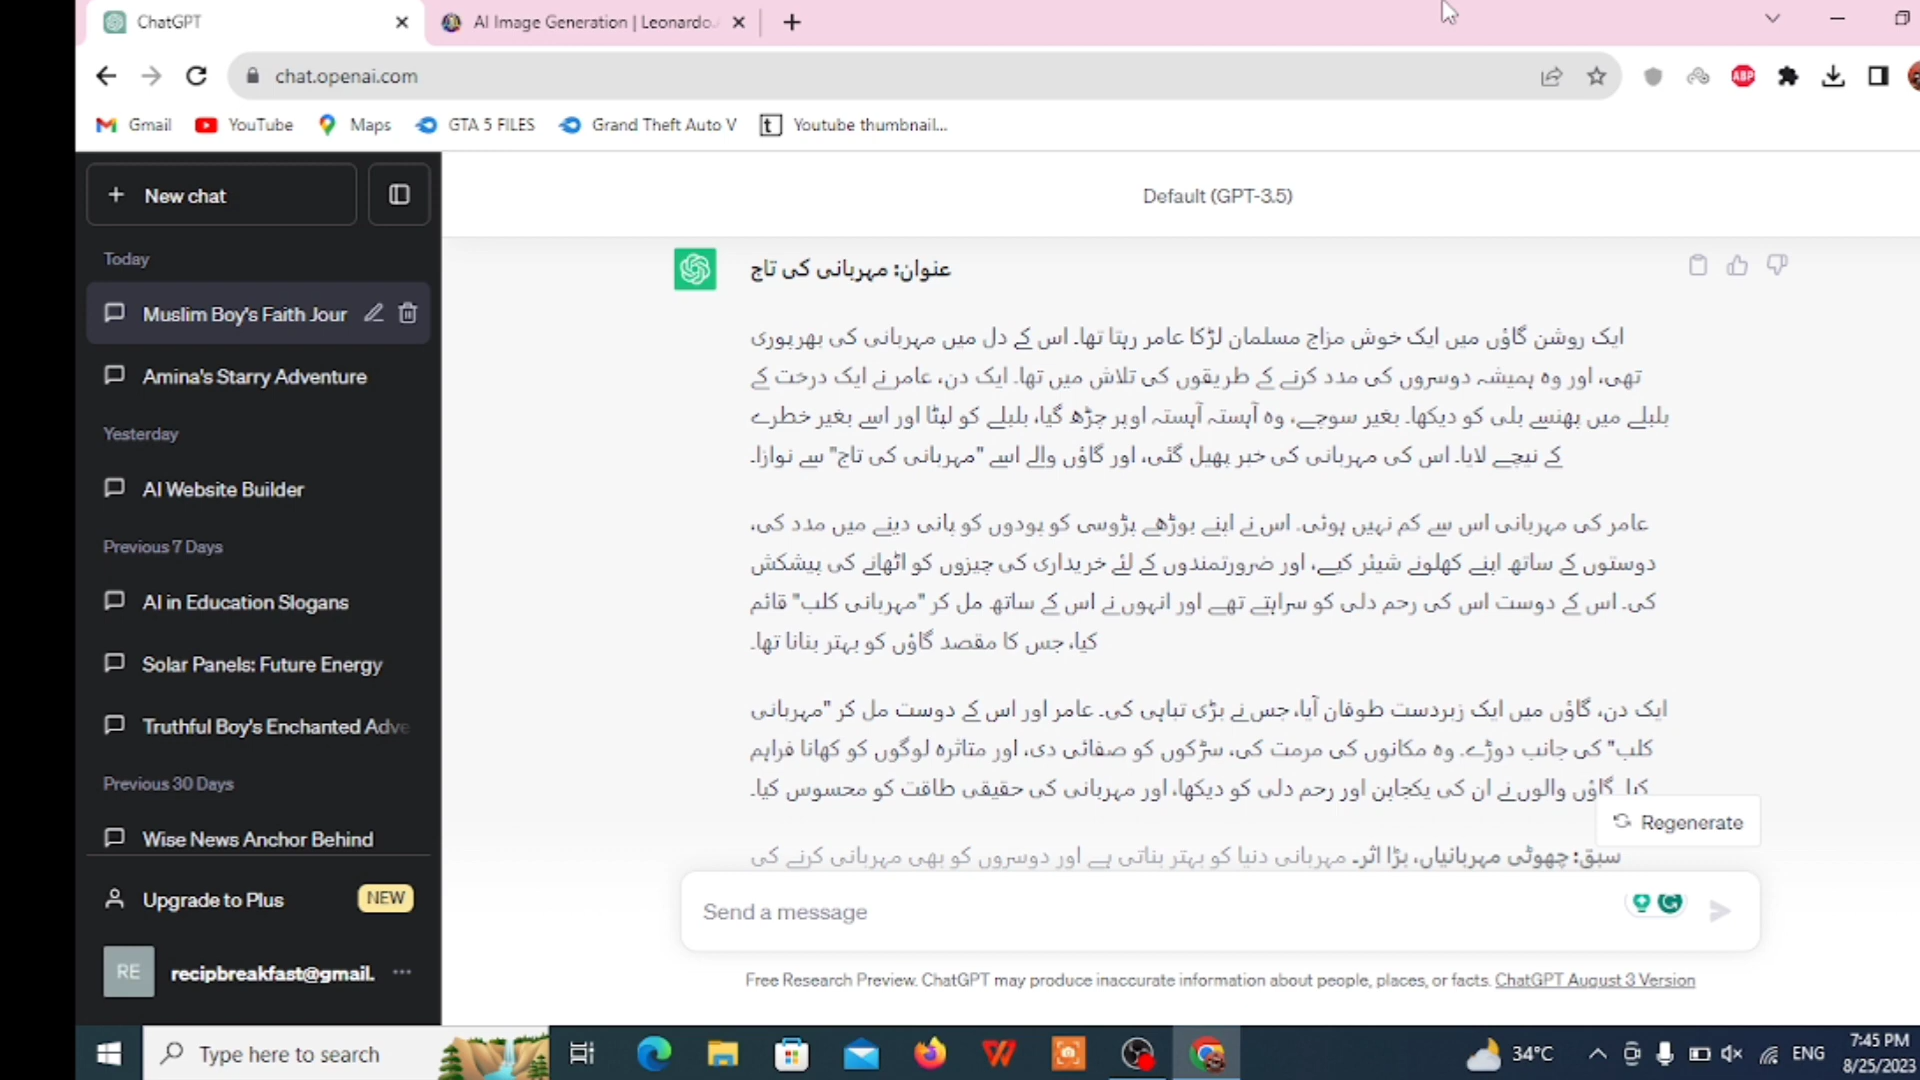 ChatGPT
AI Image Generation | Leonardo.
chat.openai.com
ABP
Gmail
YouTube
Maps
GTA 5 FILES
Grand Theft Auto V
Youtube thumbnail...
New chat
Default (GPT-3.5)
Today
Muslim Boy's Faith Jour
Amina's Starry Adventure
Yesterday
AI Website Builder
Previous 7 Days
AI in Education Slogans
Solar Panels: Future Energy
Truthful Boy's Enchanted Adve
Previous 30 Days
Wise News Anchor Behind
Upgrade to Plus
NEW
RE
recipbreakfast@gmail.
عنوان: مہربانی کی تاج
ایک روشن گاؤں میں ایک خوش مزاج مسلمان لڑکا عامر رہتا تھا۔ اس کے دل میں مہربانی کی بھرپوری
تھی، اور وہ ہمیشہ دوسروں کی مدد کرنے کے طریقوں کی تلاش میں تھا۔ ایک دن، عامر نے ایک درخت کے
بلبلے میں پھنسے بلی کو دیکھا۔ بغیر سوچے، وہ آہستہ آہستہ اوپر چڑھ گیا، بلبلے کو لپٹا اور اسے بغیر خطرے
کے نیچے لایا۔ اس کی مہربانی کی خبر پھیل گئی، اور گاؤں والے اسے "مہربانی کی تاج" سے نوازا۔
عامر کی مہربانی اس سے کم نہیں ہوئی۔ اس نے اپنے بوڑھے پڑوسی کو پودوں کو پانی دینے میں مدد کی،
دوستوں کے ساتھ اپنے کھلونے شیئر کیے، اور ضرورتمندوں کے لئے خریداری کی چیزوں کو اٹھانے کی پیشکش
کی۔ اس کے دوست اس کی رحم دلی کو سراہتے تھے اور انہوں نے اس کے ساتھ مل کر "مہربانی کلب" قائم
کیا، جس کا مقصد گاؤں کو بہتر بنانا تھا۔
ایک دن، گاؤں میں ایک زبردست طوفان آیا، جس نے بڑی تباہی کی۔ عامر اور اس کے دوست مل کر "مہربانی
کلب" کی جانب دوڑے۔ وہ مکانوں کی مرمت کی، سڑکوں کو صفائی دی، اور متاثرہ لوگوں کو کھانا فراہم
کیا۔ گاؤں والوں نے ان کی یکجاپن اور رحم دلی کو دیکھا، اور مہربانی کی حقیقی طاقت کو محسوس کیا۔
سبق: چھوٹی مہربانیاں، بڑا اثر۔ مہربانی دنیا کو بہتر بناتی ہے اور دوسروں کو بھی مہربانی کرنے کی
Regenerate
Send a message
Free Research Preview. ChatGPT may produce inaccurate information about people, places, or facts. ChatGPT August 3 Version
Type here to search
34°C
ENG
7:45 PM
8/25/2023